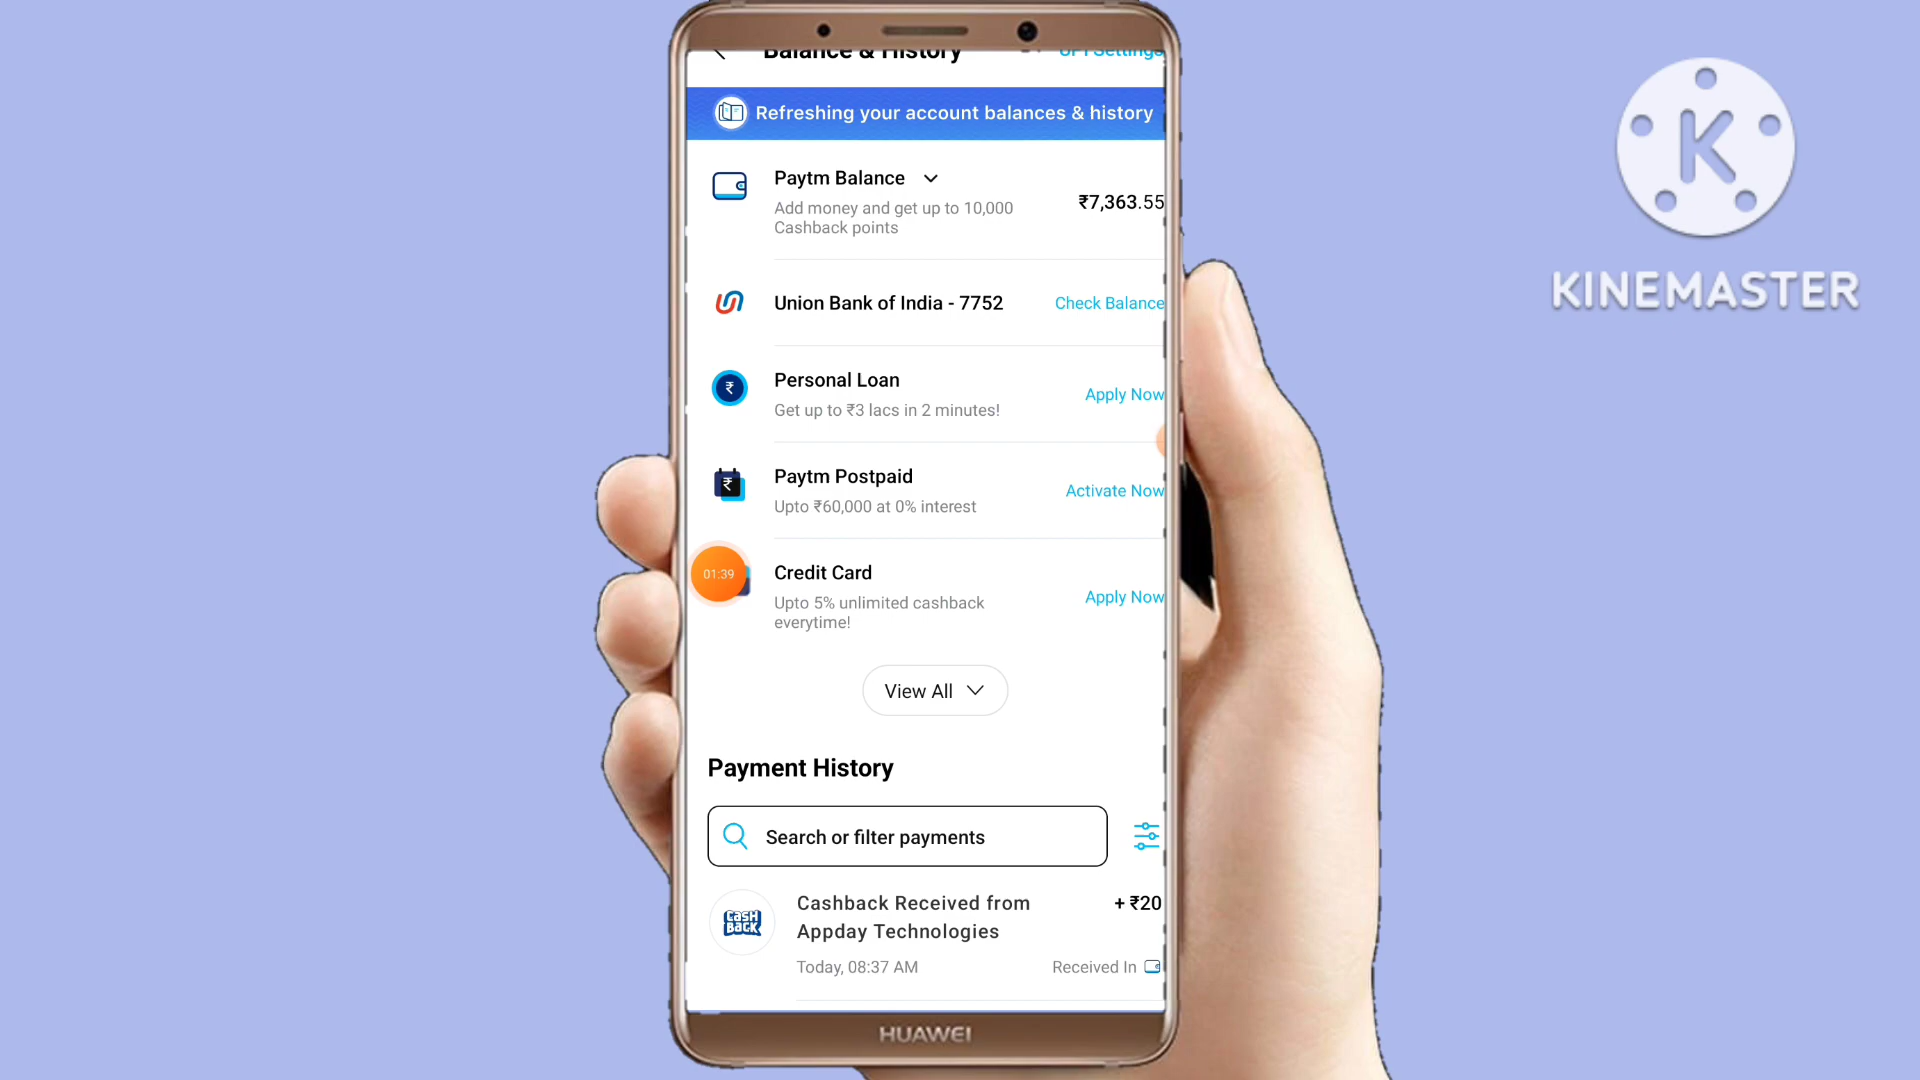 Balance & History
UPI Settings
Refreshing your account balances & history
Paytm Balance
Add money and get up to 10,000
Cashback points
₹7,363.55
Union Bank of India - 7752
Check Balance
Personal Loan
Get up to ₹3 lacs in 2 minutes!
Apply Now
Paytm Postpaid
Upto ₹60,000 at 0% interest
Activate Now
01:39
Credit Card
Upto 5% unlimited cashback
everytime!
Apply Now
View All
Payment History
Search or filter payments
CASH
BACK
Cashback Received from
Appday Technologies
+ ₹20
Today, 08:37 AM
Received In
HUAWEI
K
KINEMASTER